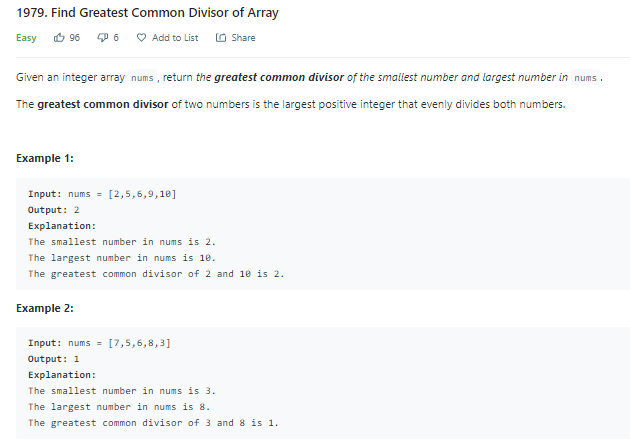 1979. Find Greatest Common Divisor of Array
Easy 96 6 Add to List Share
Given an integer array nums , return the greatest common divisor of the smallest number and largest number in nums .
The greatest common divisor of two numbers is the largest positive integer that evenly divides both numbers.
Example 1:
Input: nums = [2,5,6,9,10]
Output: 2
Explanation:
The smallest number in nums is 2.
The largest number in nums is 10.
The greatest common divisor of 2 and 10 is 2.
Example 2:
Input: nums = [7,5,6,8,3]
Output: 1
Explanation:
The smallest number in nums is 3.
The largest number in nums is 8.
The greatest common divisor of 3 and 8 is 1.